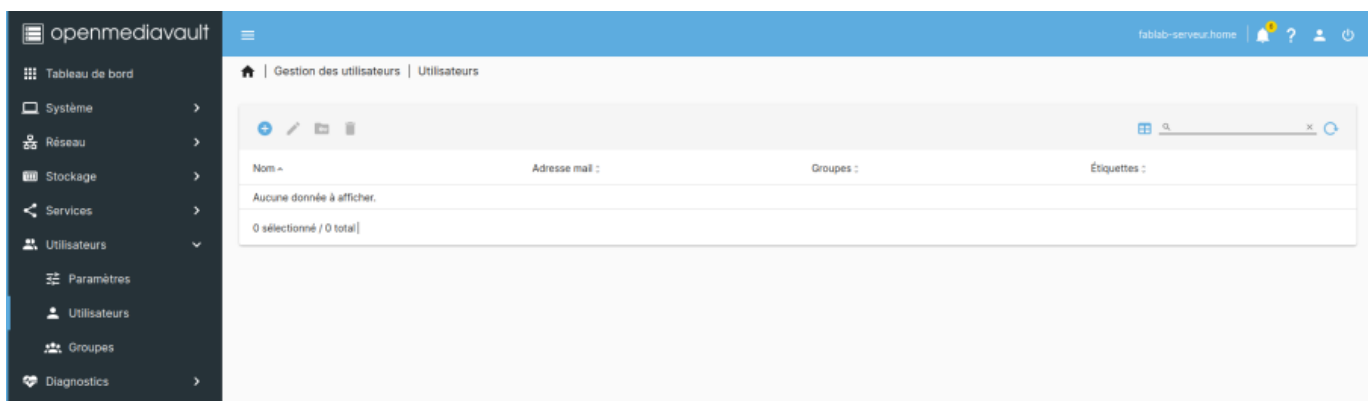 openmediavault
fablab-serveur.home
6
?
Tableau de bord
Système
Réseau
Stockage
Services
Utilisateurs
Paramètres
Utilisateurs
Groupes
Diagnostics
| Gestion des utilisateurs | Utilisateurs
Nom Adresse mail Groupes Étiquettes
Aucune donnée à afficher.
0 sélectionné / 0 total